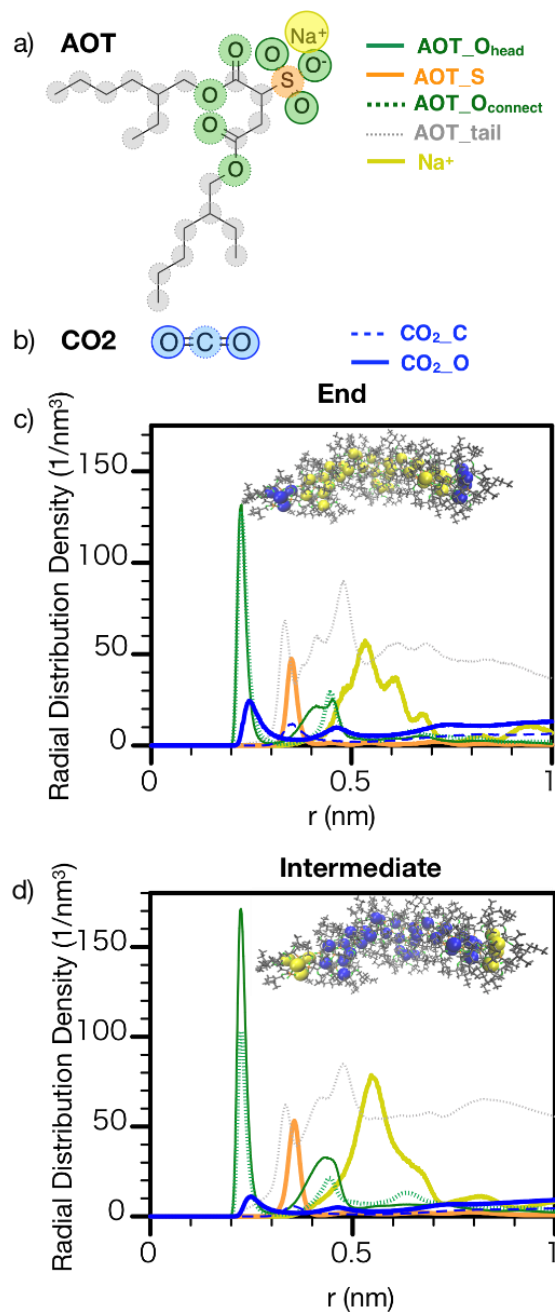 a) AOT
Na⁺
O O O⁻
S
O O
O
O
AOT_O_head
AOT_S
AOT_O_connect
AOT_tail
Na⁺
b) CO2 O=C=O
CO₂_C
CO₂_O
End
c)
Radial Distribution Density (1/nm³)
150
100
50
0
0 0.5 1
r (nm)
Intermediate
d)
Radial Distribution Density (1/nm³)
150
100
50
0
0 0.5 1
r (nm)